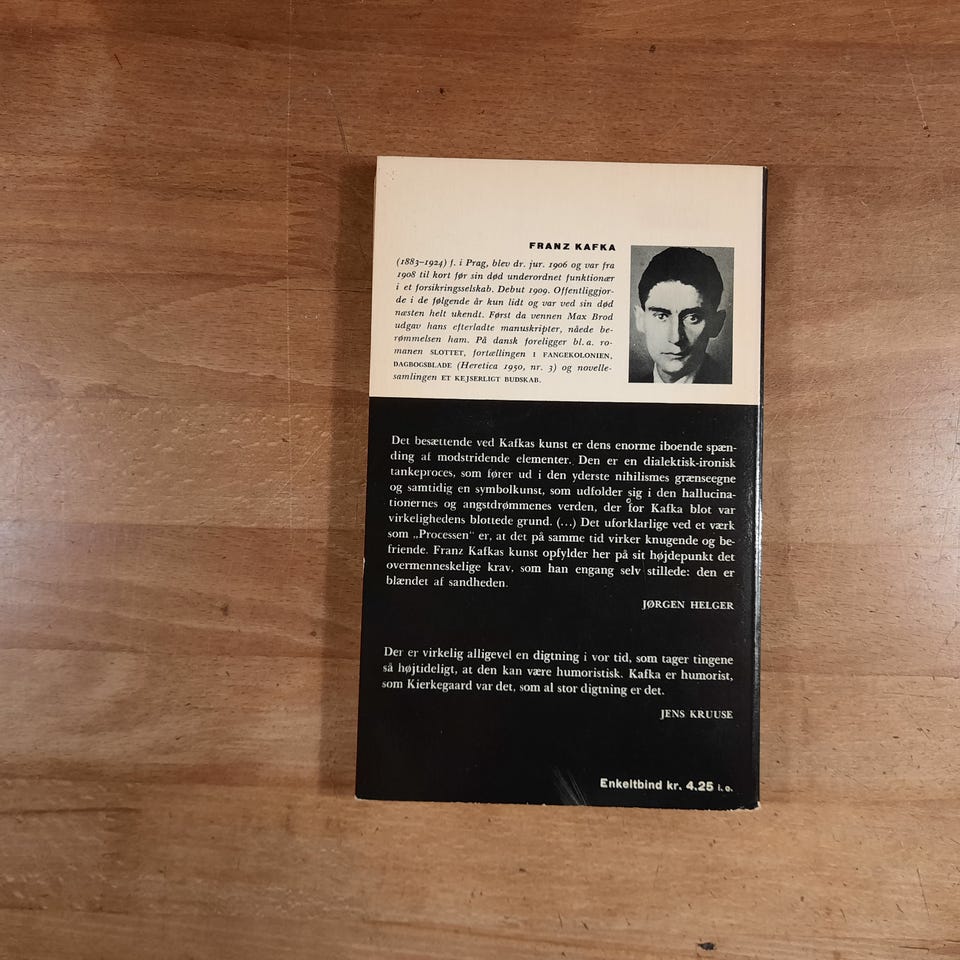 FRANZ KAFKA
(1883–1924) f. i Prag, blev dr. jur. 1906 og var fra
1908 til kort før sin død underordnet funktionær
i et forsikringsselskab. Debut 1909. Offentliggjor-
de i de følgende år kun lidt og var ved sin død
næsten helt ukendt. Først da vennen Max Brod
udgav hans efterladte manuskripter, nåede be-
rømmelsen ham. På dansk foreligger bl. a. ro-
manen SLOTTET, fortællingen I FANGEKOLONIEN,
DAGBOGSBLADE (Heretica 1950, nr. 3) og novelle-
samlingen ET KEJSERLIGT BUDSKAB.
Det besættende ved Kafkas kunst er dens enorme iboende spæn-
ding af modstridende elementer. Den er en dialektisk-ironisk
tankeproces, som fører ud i den yderste nihilismes grænseegne
og samtidig en symbolkunst, som udfolder sig i den hallucina-
tionernes og angstdrømmenes verden, der for Kafka blot var
virkelighedens blottede grund. (...) Det uforklarlige ved et værk
som „Processen" er, at det på samme tid virker knugende og be-
friende. Franz Kafkas kunst opfylder her på sit højdepunkt det
overmenneskelige krav, som han engang selv stillede: den er
blændet af sandheden.
JØRGEN HELGER
Der er virkelig alligevel en digtning i vor tid, som tager tingene
så højtideligt, at den kan være humoristisk. Kafka er humorist,
som Kierkegaard var det, som al stor digtning er det.
JENS KRUUSE
Enkeltbind kr. 4.25 i. o.